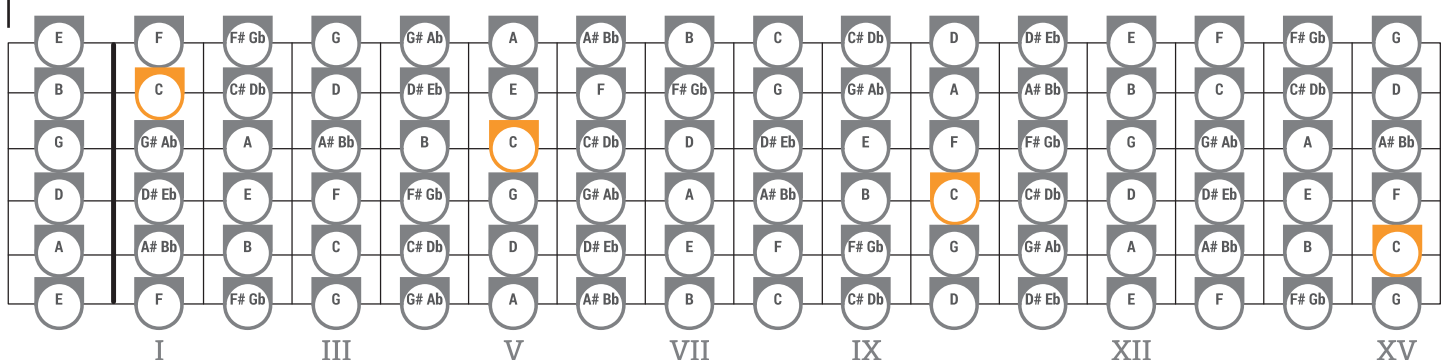 E F F# Gb G G# Ab A A# Bb B C C# Db D D# Eb E F F# Gb G
B C C# Db D D# Eb E F F# Gb G G# Ab A A# Bb B C C# Db D
G G# Ab A A# Bb B C C# Db D D# Eb E F F# Gb G G# Ab A A# Bb
D D# Eb E F F# Gb G G# Ab A A# Bb B C C# Db D D# Eb E F
A A# Bb B C C# Db D D# Eb E F F# Gb G G# Ab A A# Bb B C
E F F# Gb G G# Ab A A# Bb B C C# Db D D# Eb E F F# Gb G
I III V VII IX XII XV